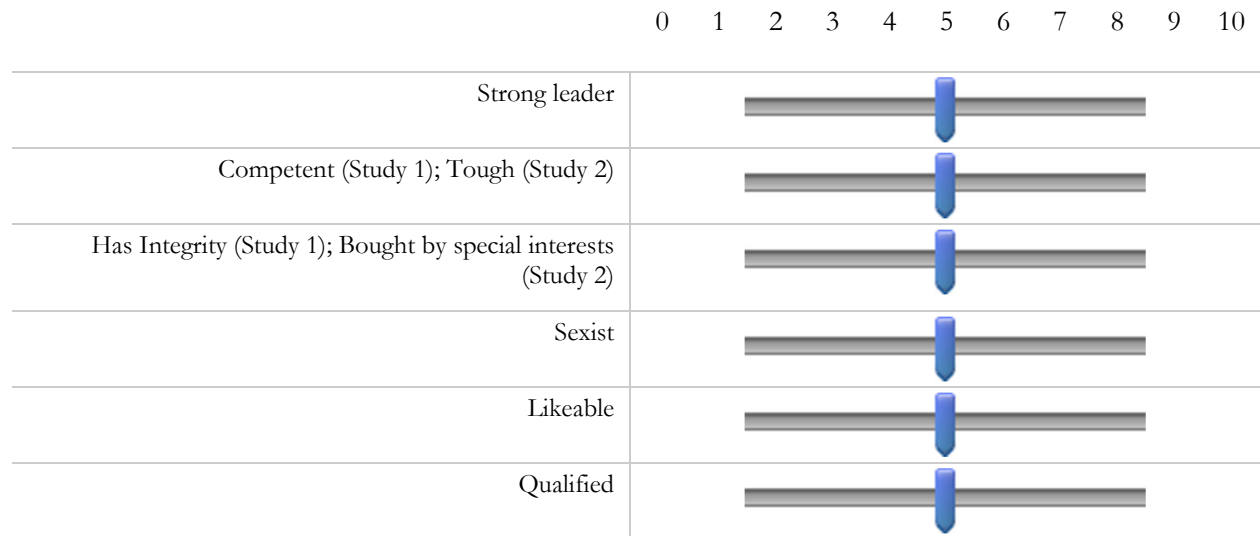 0 1 2 3 4 5 6 7 8 9 10
Strong leader
Competent (Study 1); Tough (Study 2)
Has Integrity (Study 1); Bought by special interests
(Study 2)
Sexist
Likeable
Qualified